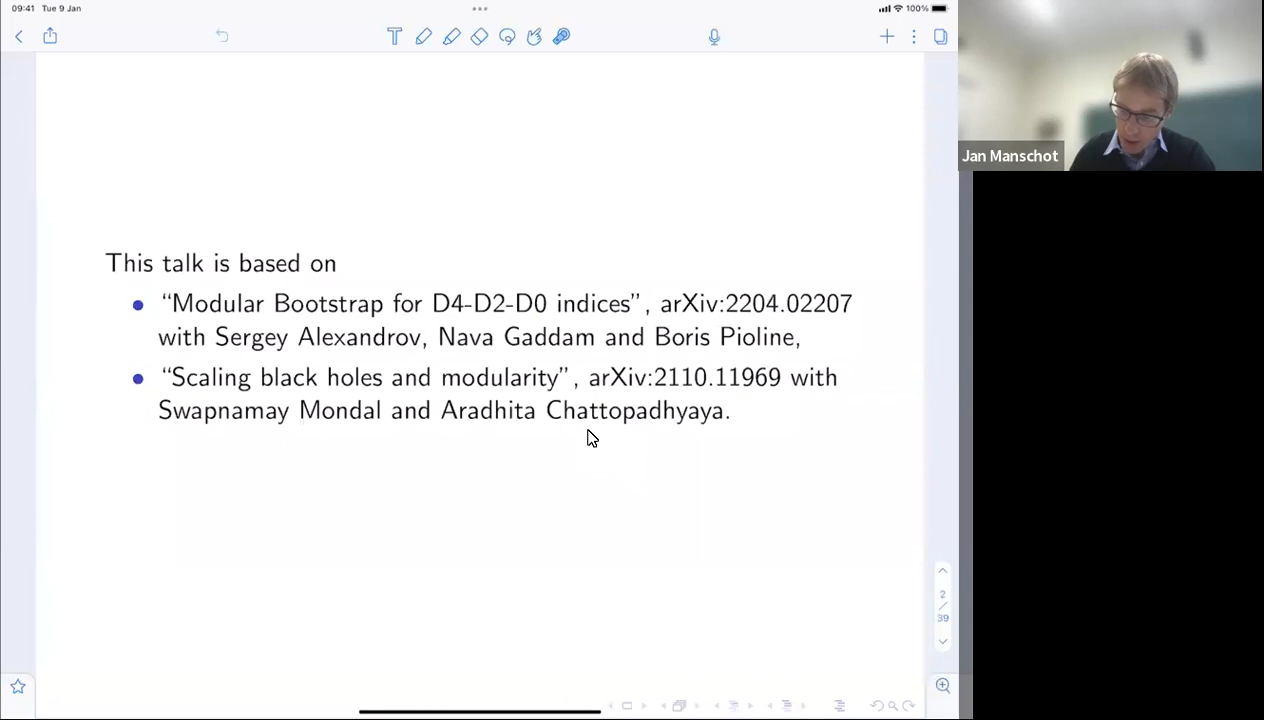 09:41 Tue 9 Jan
100%
Jan Manschot
This talk is based on
“Modular Bootstrap for D4-D2-D0 indices”, arXiv:2204.02207
with Sergey Alexandrov, Nava Gaddam and Boris Pioline,
“Scaling black holes and modularity”, arXiv:2110.11969 with
Swapnamay Mondal and Aradhita Chattopadhyaya.
2
/
39